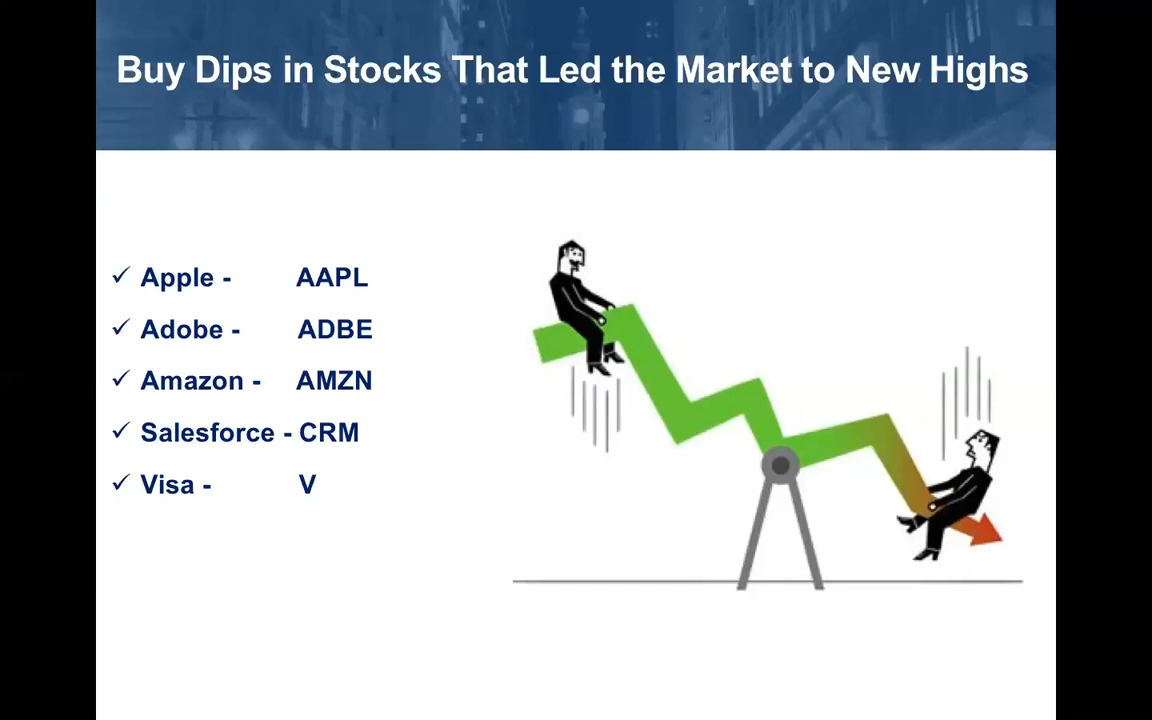 Buy Dips in Stocks That Led the Market to New Highs
✓ Apple - AAPL
✓ Adobe - ADBE
✓ Amazon - AMZN
✓ Salesforce - CRM
✓ Visa - V